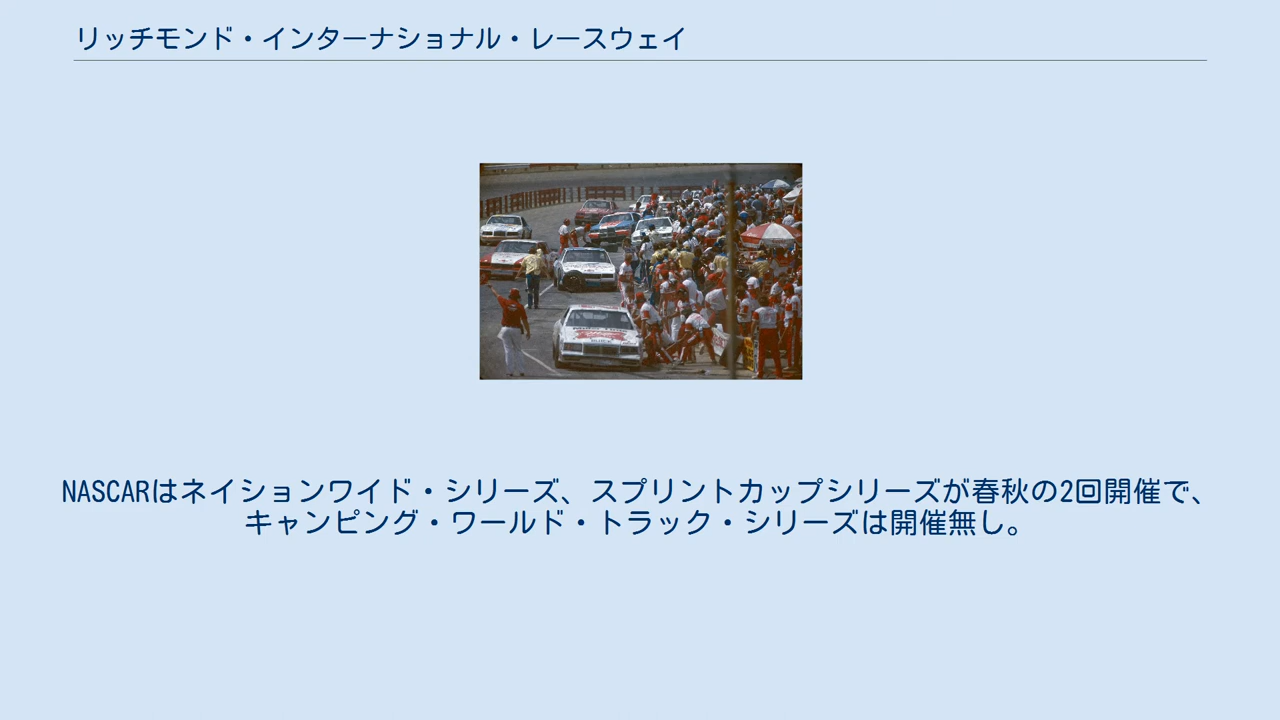 リッチモンド・インターナショナル・レースウェイ
NASCARはネイションワイド・シリーズ、スプリントカップシリーズが春秋の2回開催で、
キャンピング・ワールド・トラック・シリーズは開催無し。